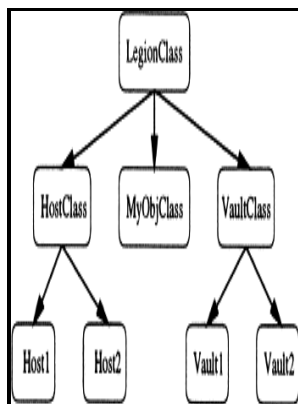 LegionClass
HostClass
MyObjClass
VaultClass
Host1
Host2
Vault1
Vault2